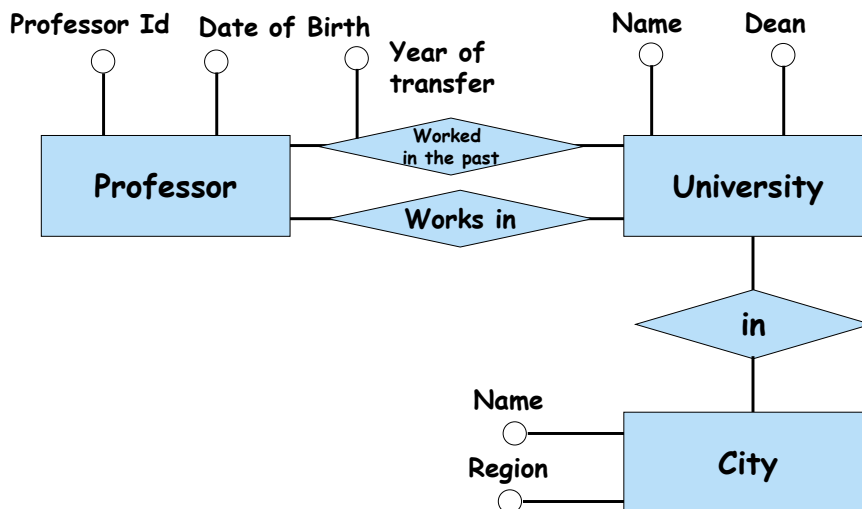 Professor Id
Date of Birth
Year of
transfer
Name
Dean
Worked
in the past
Professor
University
Works in
in
Name
City
Region